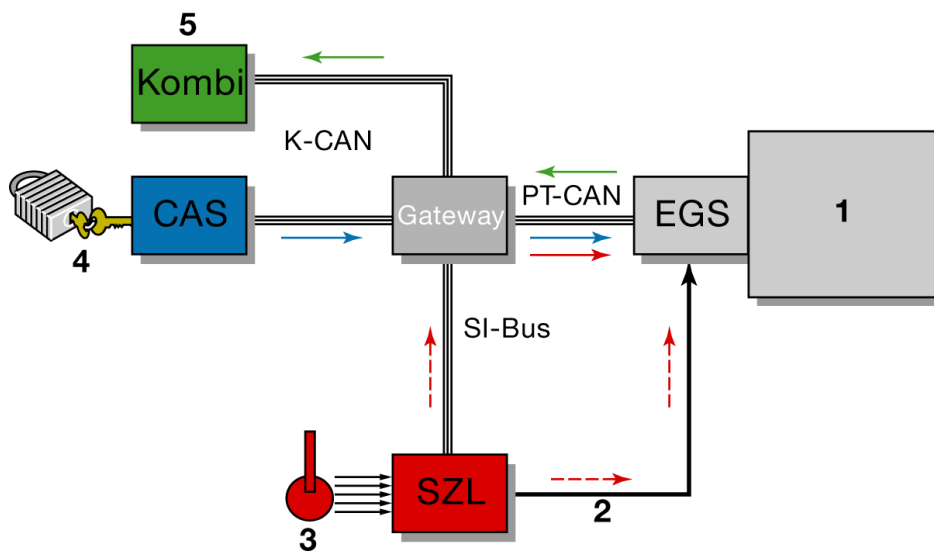 5
Kombi
K-CAN
PT-CAN
CAS
Gateway
EGS
1
4
SI-Bus
SZL
2
3